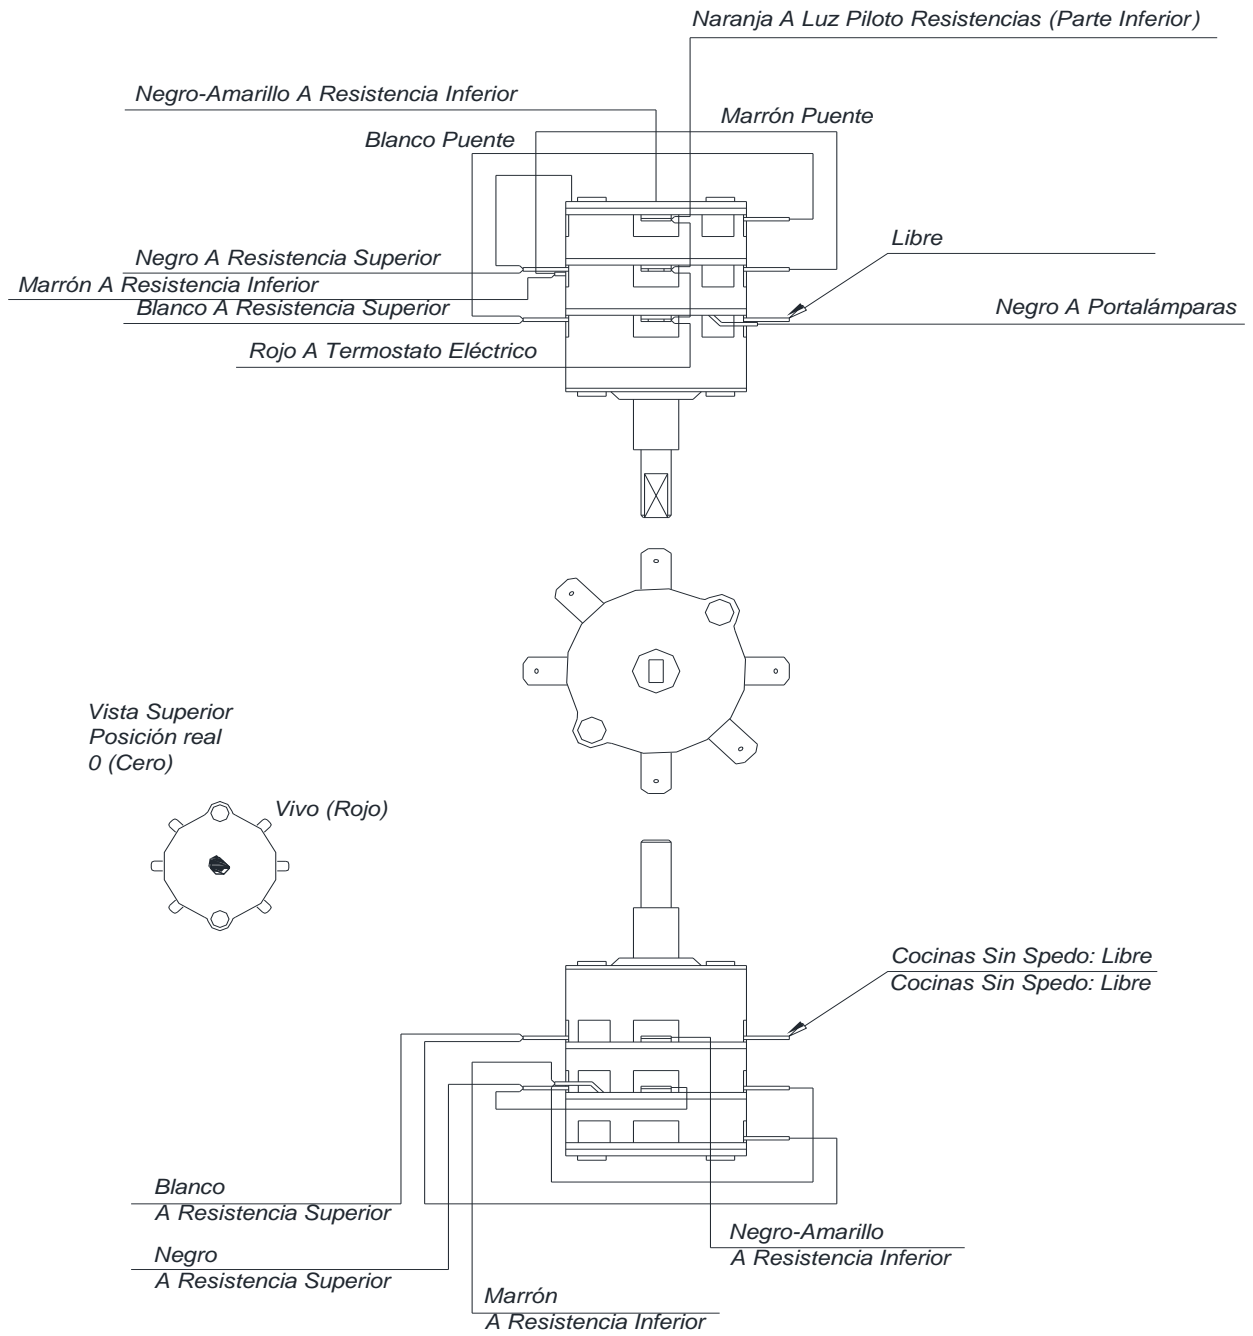 Naranja A Luz Piloto Resistencias (Parte Inferior)
Negro-Amarillo A Resistencia Inferior
Marrón Puente
Blanco Puente
Libre
Negro A Resistencia Superior
Marrón A Resistencia Inferior
Blanco A Resistencia Superior
Negro A Portalámparas
Rojo A Termostato Eléctrico
Vista Superior
Posición real
0 (Cero)
Vivo (Rojo)
Cocinas Sin Spedo: Libre
Cocinas Sin Spedo: Libre
Blanco
A Resistencia Superior
Negro-Amarillo
A Resistencia Inferior
Negro
A Resistencia Superior
Marrón
A Resistencia Inferior